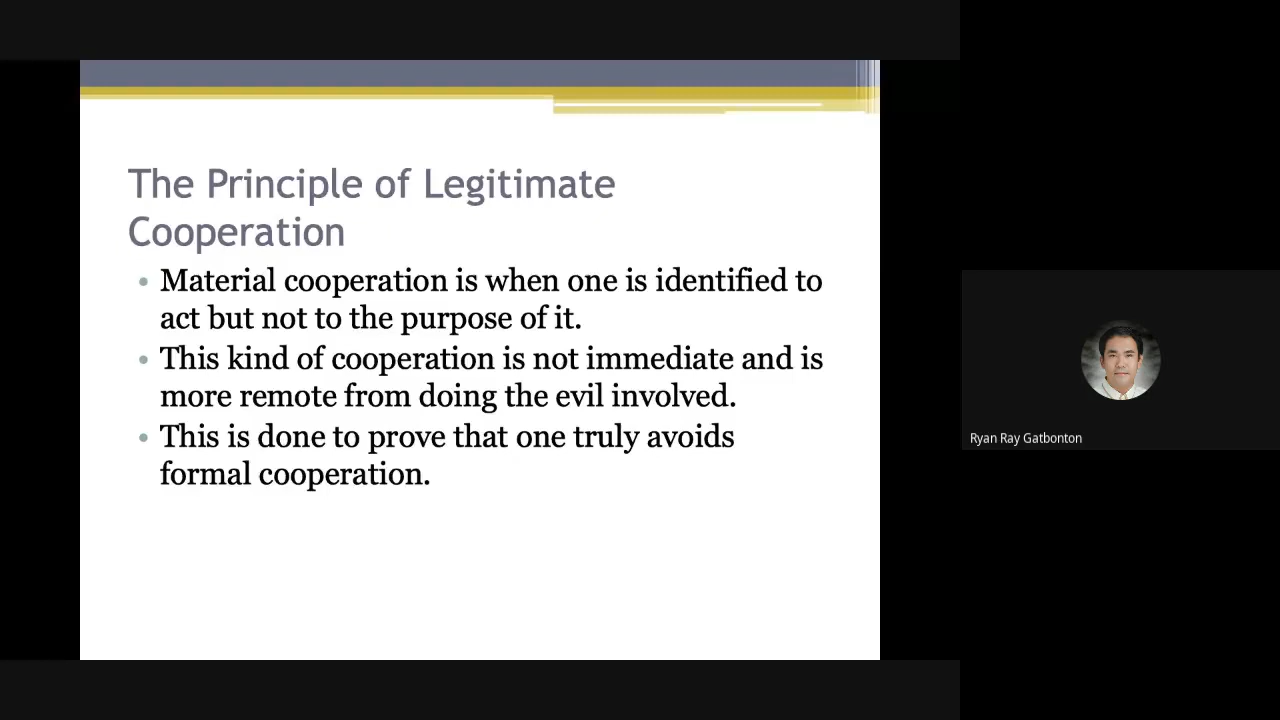 The Principle of Legitimate
Cooperation
• Material cooperation is when one is identified to
act but not to the purpose of it.
• This kind of cooperation is not immediate and is
more remote from doing the evil involved.
• This is done to prove that one truly avoids
formal cooperation.
Ryan Ray Gatbonton